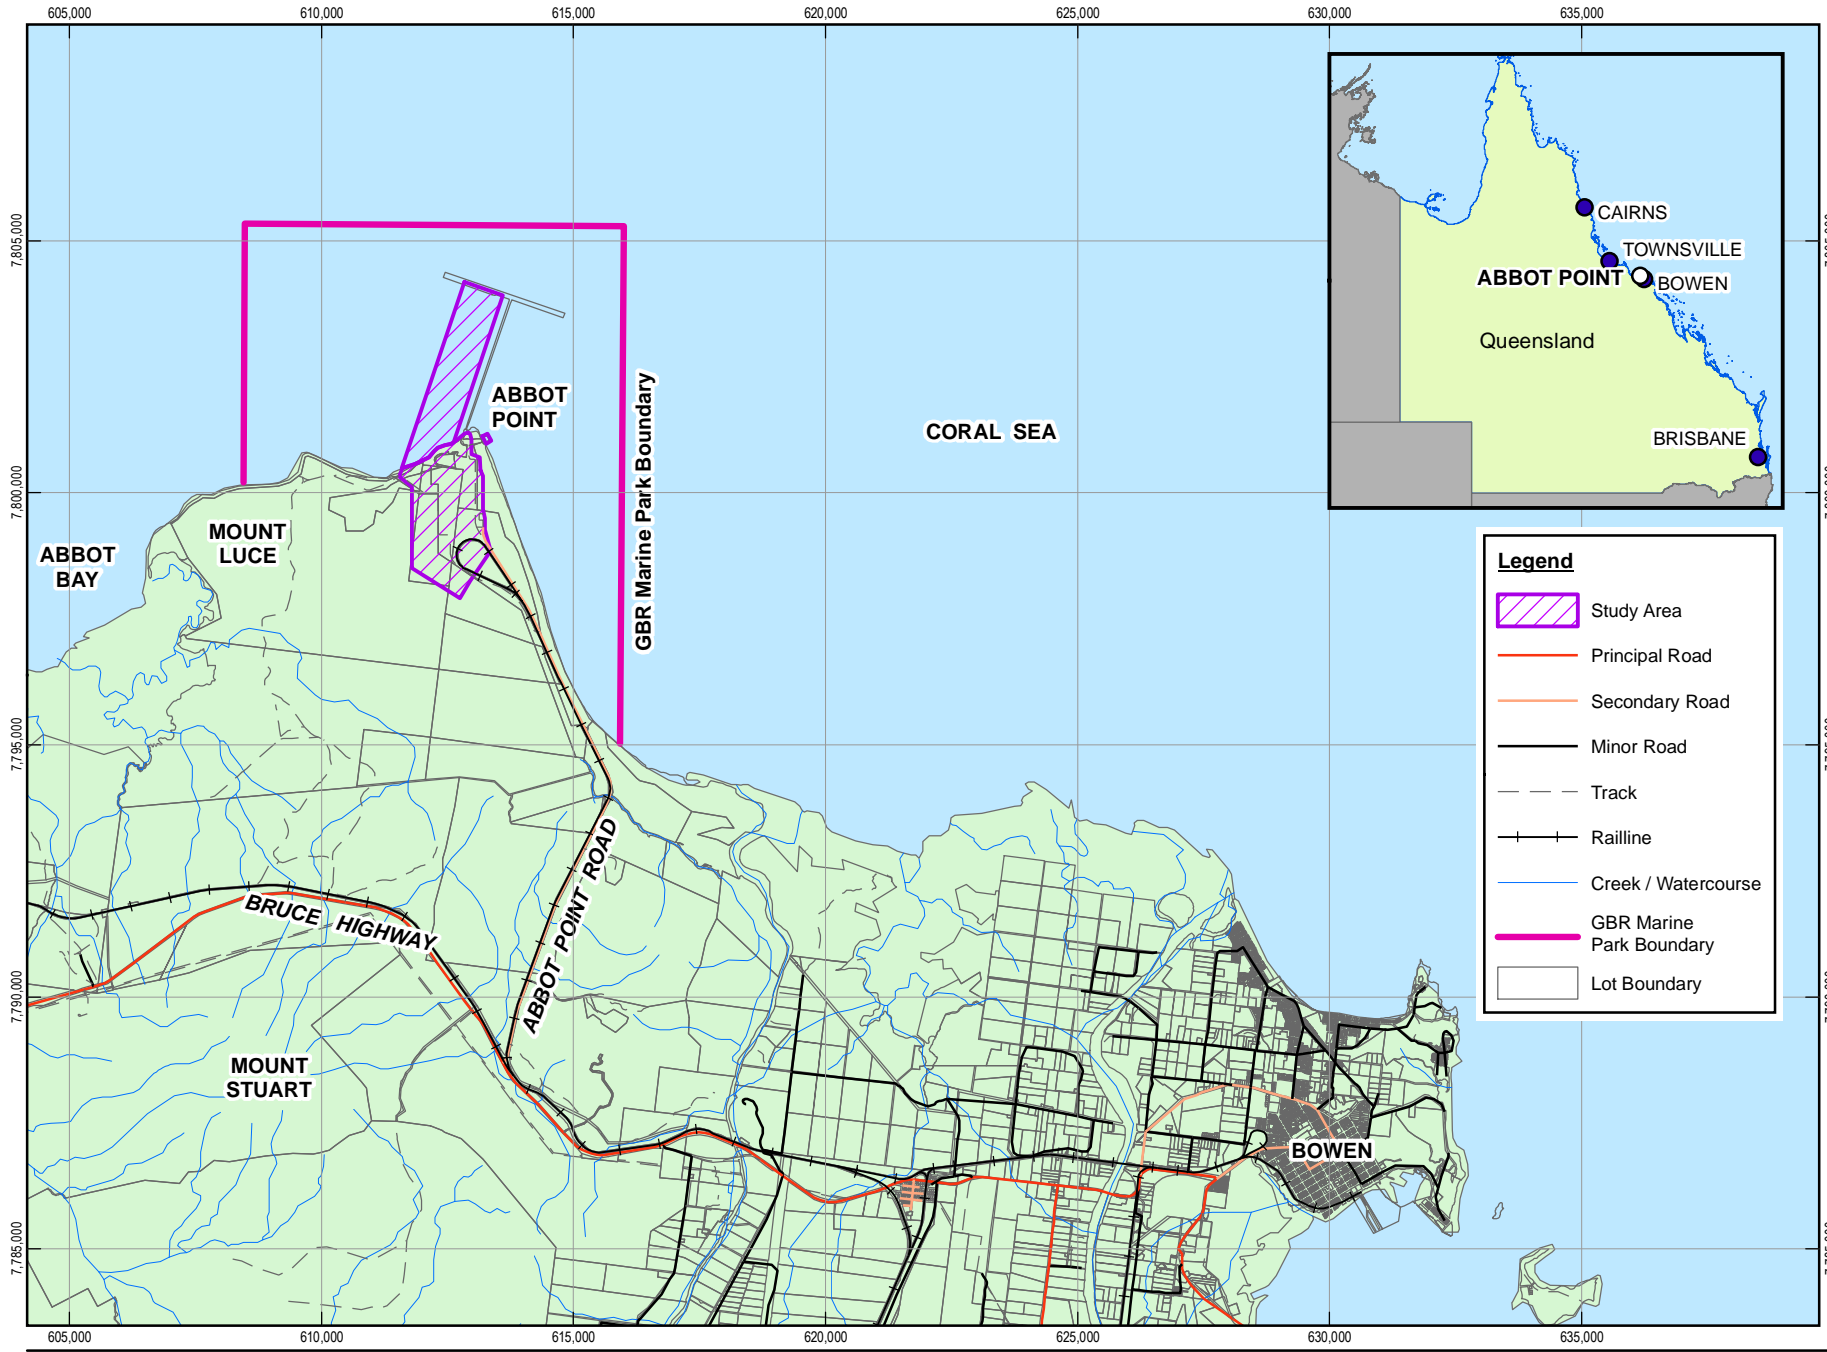 605,000
610,000
615,000
620,000
625,000
630,000
635,000
7,805,000
7,800,000
7,795,000
7,790,000
7,785,000
CAIRNS
TOWNSVILLE
ABBOT POINT
BOWEN
Queensland
BRISBANE
ABBOT
POINT
CORAL SEA
GBR Marine Park Boundary
MOUNT
LUCE
ABBOT
BAY
Legend
Study Area
Principal Road
Secondary Road
Minor Road
Track
Railline
Creek / Watercourse
GBR Marine
Park Boundary
Lot Boundary
ABBOT POINT ROAD
BRUCE HIGHWAY
MOUNT
STUART
BOWEN
605,000
610,000
615,000
620,000
625,000
630,000
635,000